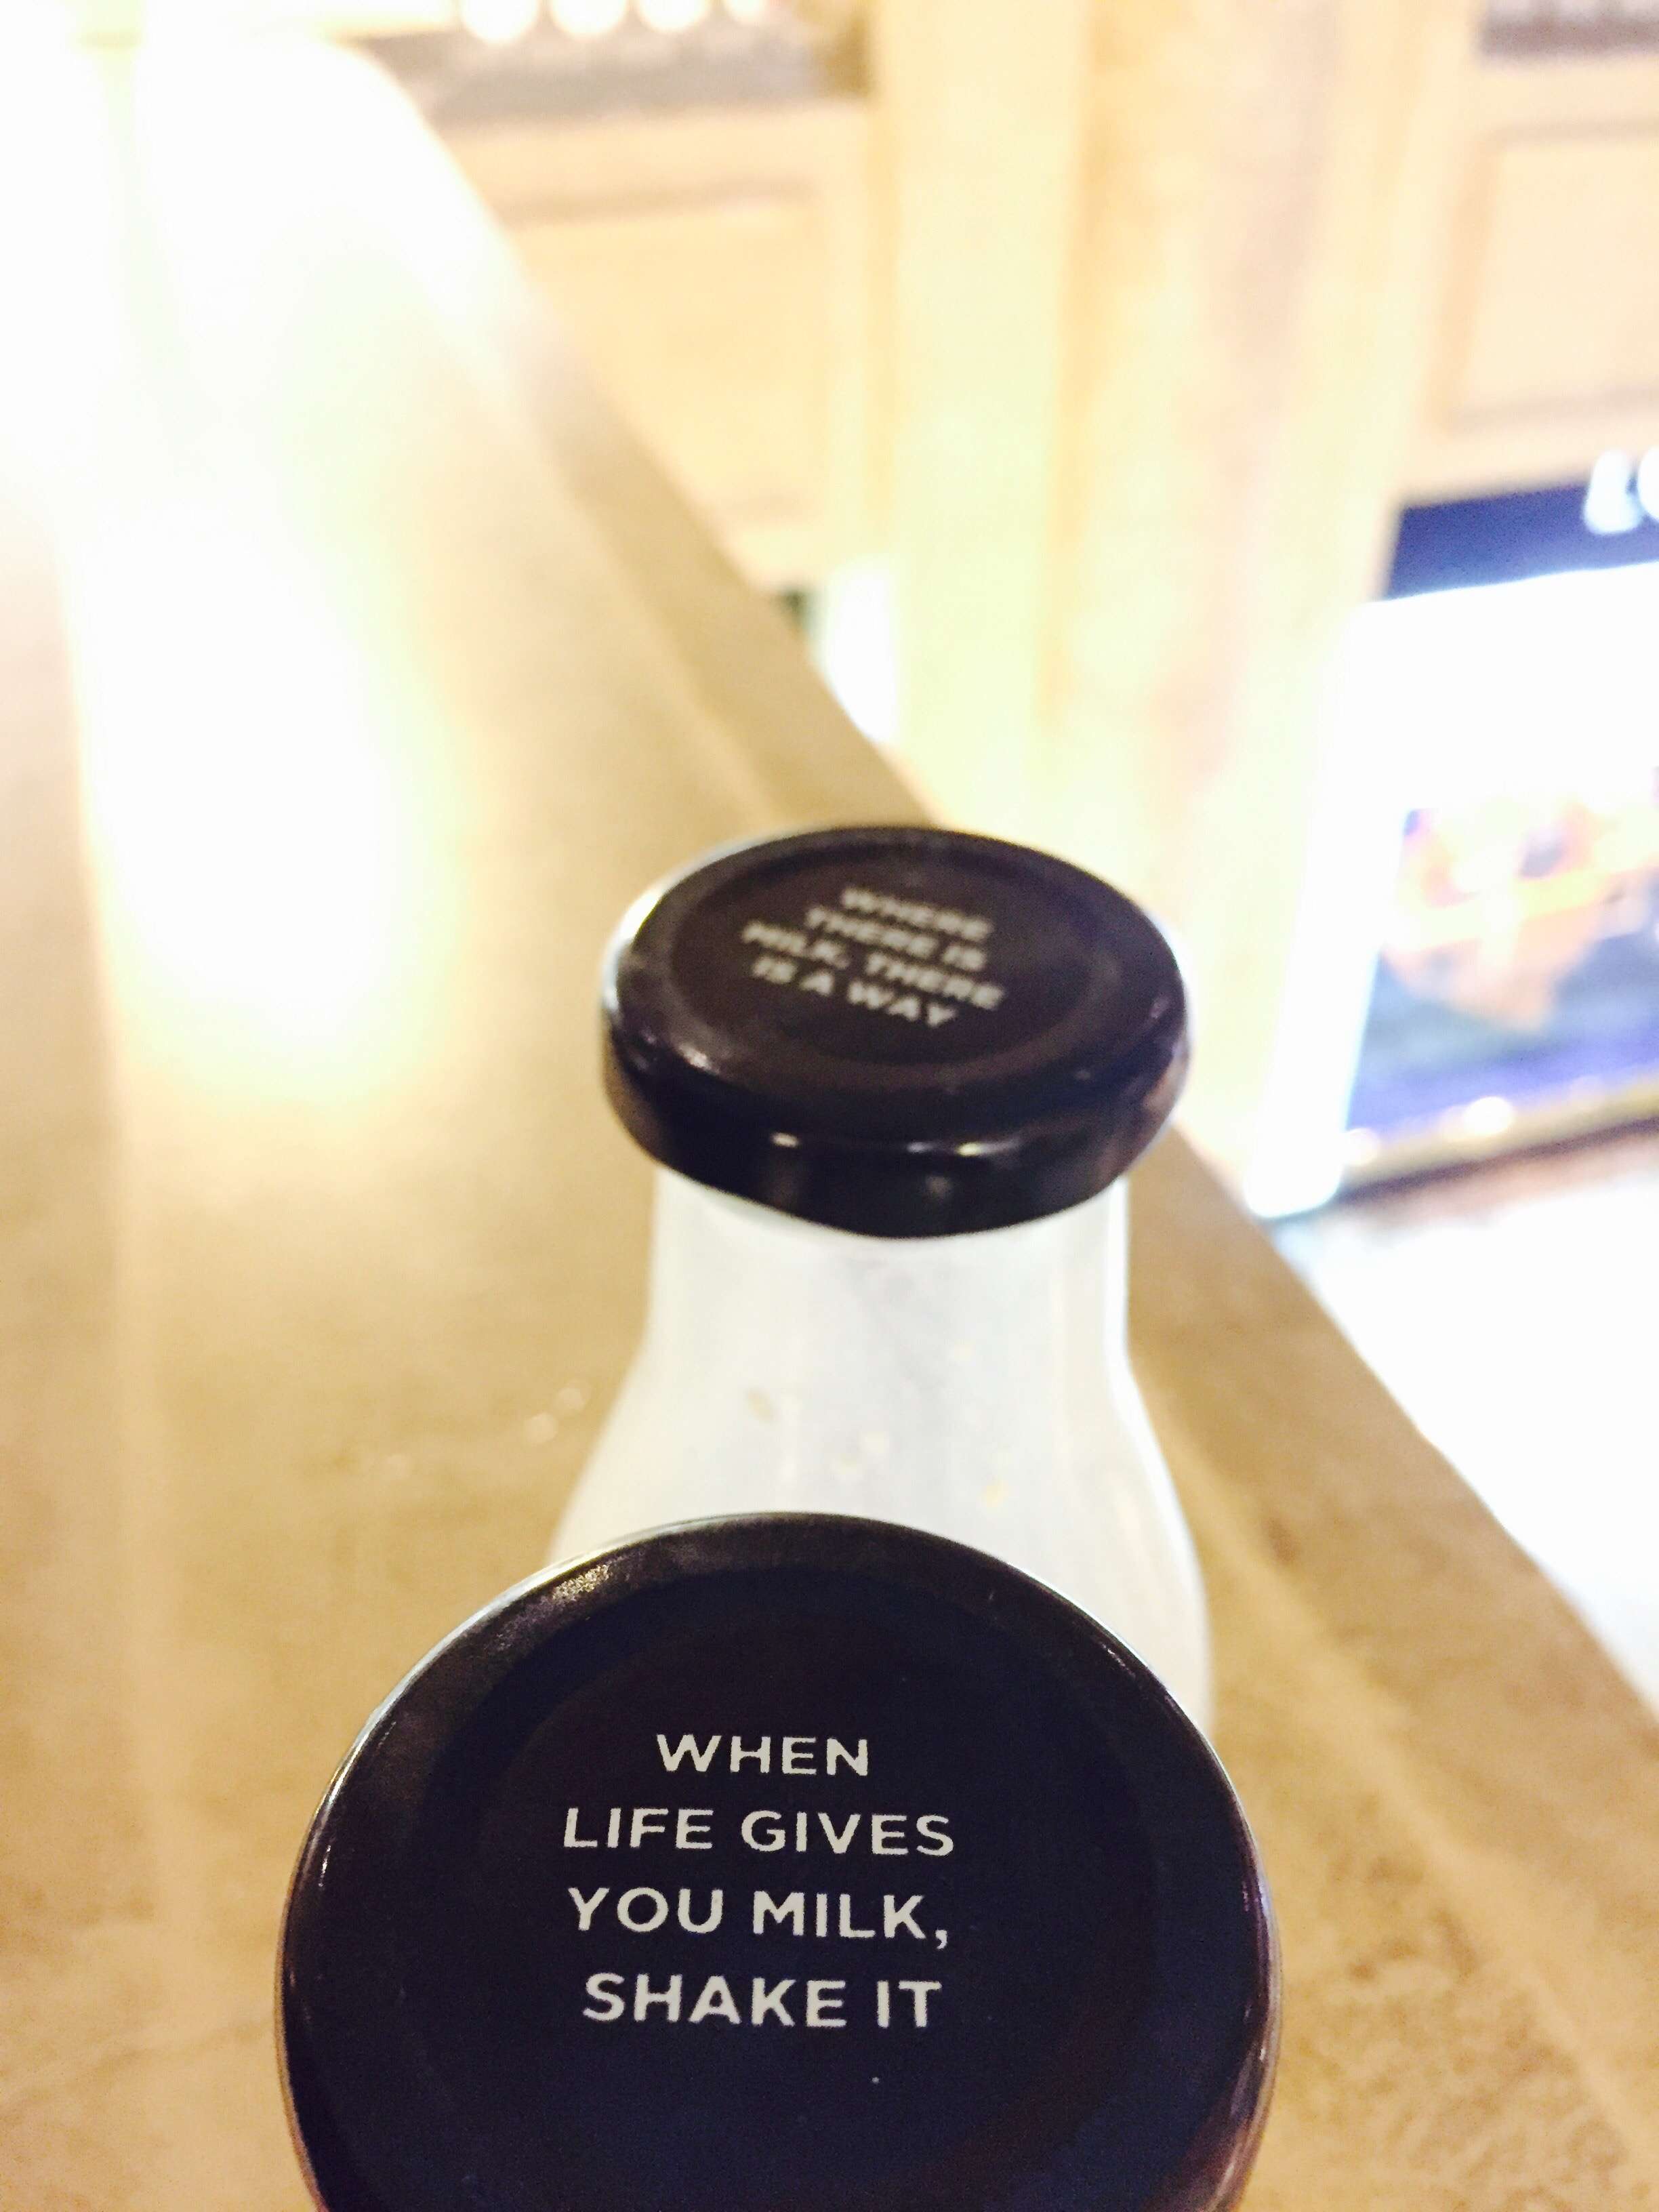 WHERE
THERE IS
MILK, THERE
IS A WAY
WHEN
LIFE GIVES
YOU MILK,
SHAKE IT